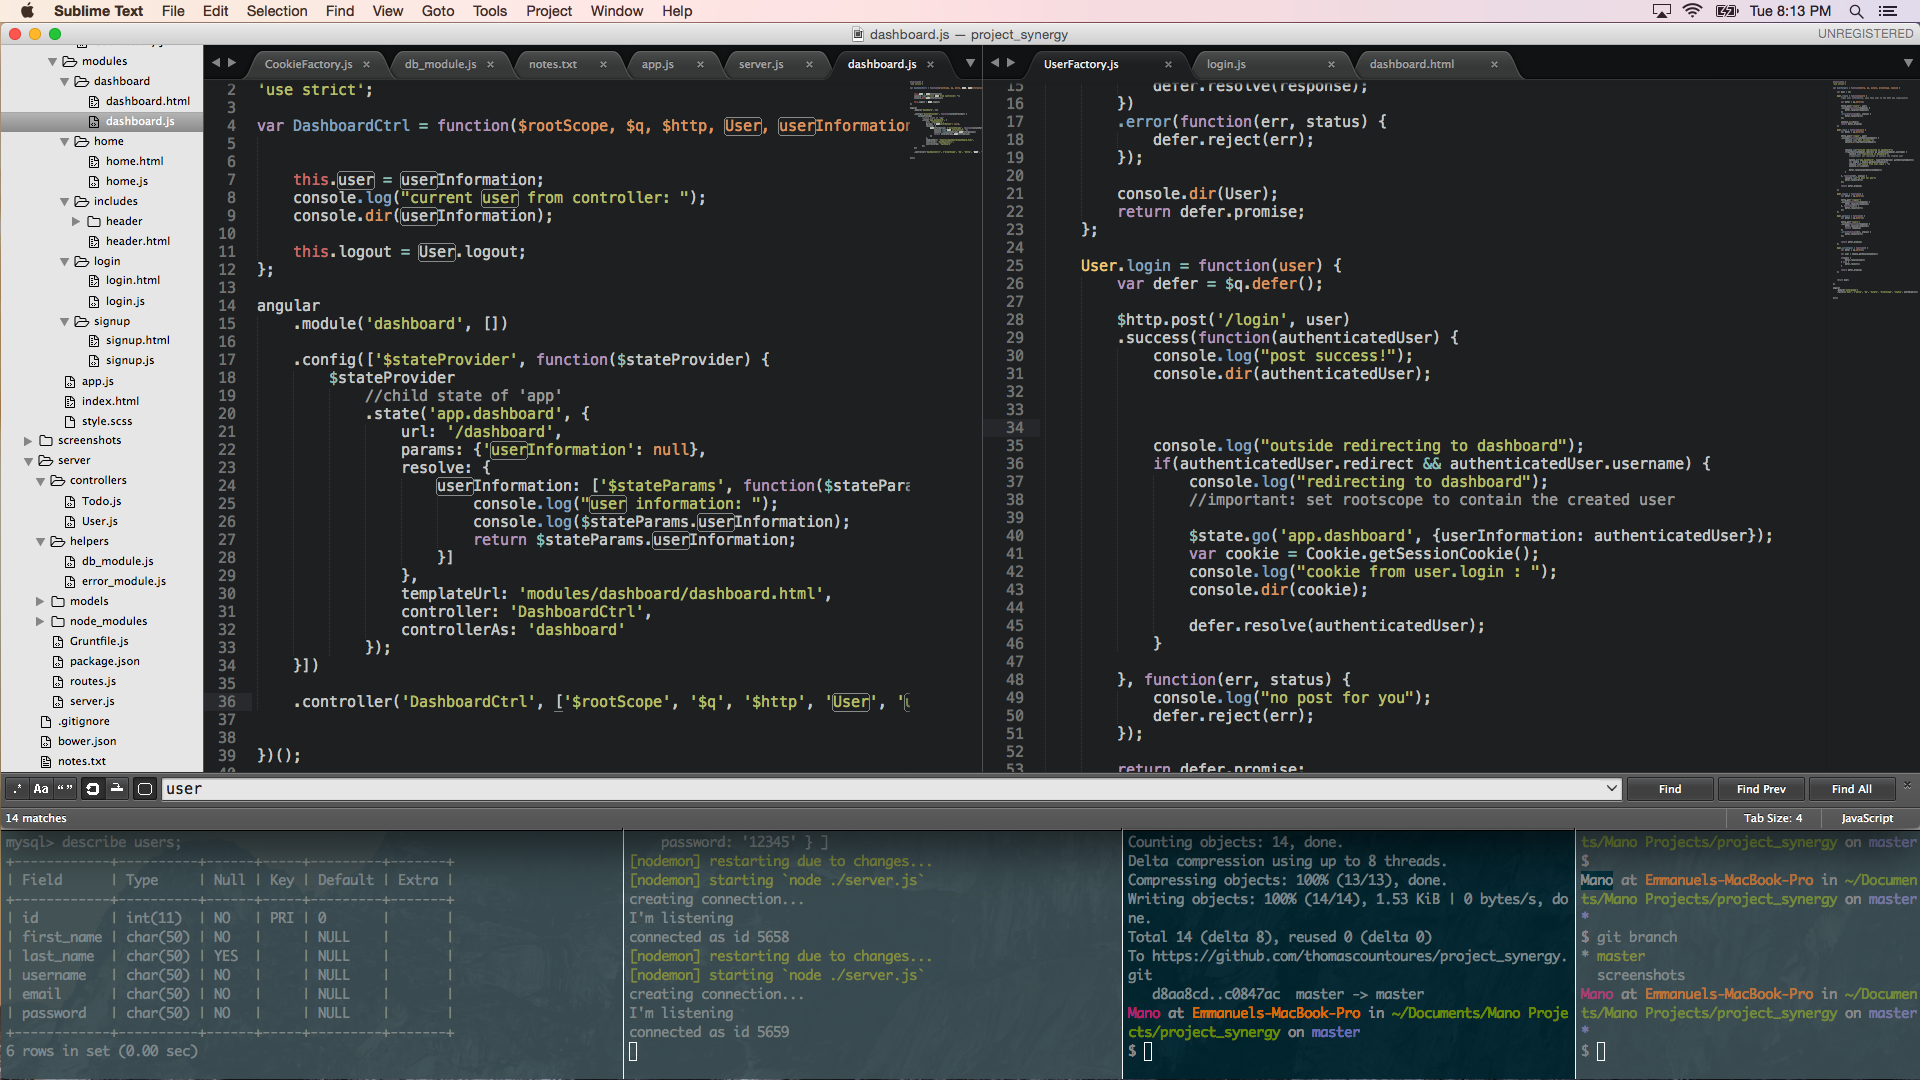 Sublime Text File Edit Selection Find View Goto Tools Project Window Help
Tue 8:13 PM
dashboard.js — project_synergy
UNREGISTERED
modules
dashboard
dashboard.html
dashboard.js
home
home.html
home.js
includes
header
header.html
login
login.html
login.js
signup
signup.html
signup.js
app.js
index.html
style.scss
screenshots
server
controllers
Todo.js
User.js
helpers
db_module.js
error_module.js
models
node_modules
Gruntfile.js
package.json
routes.js
server.js
.gitignore
bower.json
notes.txt
CookieFactory.js × db_module.js × notes.txt × app.js × server.js × dashboard.js ×
2 'use strict';
3
4 var DashboardCtrl = function($rootScope, $q, $http, User, userInformation
5
6
7 this.user = userInformation;
8 console.log("current user from controller: ");
9 console.dir(userInformation);
10
11 this.logout = User.logout;
12 };
13
14 angular
15 .module('dashboard', [])
16
17 .config(['$stateProvider', function($stateProvider) {
18 $stateProvider
19 //child state of 'app'
20 .state('app.dashboard', {
21 url: '/dashboard',
22 params: {'userInformation': null},
23 resolve: {
24 userInformation: ['$stateParams', function($statePara
25 console.log("user information: ");
26 console.log($stateParams.userInformation);
27 return $stateParams.userInformation;
28 }]
29 },
30 templateUrl: 'modules/dashboard/dashboard.html',
31 controller: 'DashboardCtrl',
32 controllerAs: 'dashboard'
33 });
34 }])
35
36 .controller('DashboardCtrl', ['$rootScope', '$q', '$http', 'User', 'u
37
38
39 })();
UserFactory.js × login.js × dashboard.html ×
15 defer.resolve(response);
16 })
17 .error(function(err, status) {
18 defer.reject(err);
19 });
20
21 console.dir(User);
22 return defer.promise;
23 };
24
25 User.login = function(user) {
26 var defer = $q.defer();
27
28 $http.post('/login', user)
29 .success(function(authenticatedUser) {
30 console.log("post success!");
31 console.dir(authenticatedUser);
32
33
34
35 console.log("outside redirecting to dashboard");
36 if(authenticatedUser.redirect && authenticatedUser.username) {
37 console.log("redirecting to dashboard");
38 //important: set rootscope to contain the created user
39
40 $state.go('app.dashboard', {userInformation: authenticatedUser});
41 var cookie = Cookie.getSessionCookie();
42 console.log("cookie from user.login : ");
43 console.dir(cookie);
44
45 defer.resolve(authenticatedUser);
46 }
47
48 }, function(err, status) {
49 console.log("no post for you");
50 defer.reject(err);
51 });
52
53 return defer.promise;
.* Aa “” user Find Find Prev Find All
14 matches Tab Size: 4 JavaScript
mysql> describe users;
+------------+----------+------+-----+---------+-------+
| Field | Type | Null | Key | Default | Extra |
+------------+----------+------+-----+---------+-------+
| id | int(11) | NO | PRI | 0 | |
| first_name | char(50) | NO | | NULL | |
| last_name | char(50) | YES | | NULL | |
| username | char(50) | NO | | NULL | |
| email | char(50) | NO | | NULL | |
| password | char(50) | NO | | NULL | |
+------------+----------+------+-----+---------+-------+
6 rows in set (0.00 sec)
password: '12345' } ]
[nodemon] restarting due to changes...
[nodemon] starting `node ./server.js`
creating connection...
I'm listening
connected as id 5658
[nodemon] restarting due to changes...
[nodemon] starting `node ./server.js`
creating connection...
I'm listening
connected as id 5659
Counting objects: 14, done.
Delta compression using up to 8 threads.
Compressing objects: 100% (13/13), done.
Writing objects: 100% (14/14), 1.53 KiB | 0 bytes/s, do
ne.
Total 14 (delta 8), reused 0 (delta 0)
To https://github.com/thomascountoures/project_synergy.
git
d8aa8cd..c0847ac master -> master
Mano at Emmanuels-MacBook-Pro in ~/Documents/Mano Proje
cts/project_synergy on master
$
ts/Mano Projects/project_synergy on master
$
Mano at Emmanuels-MacBook-Pro in ~/Documen
ts/Mano Projects/project_synergy on master
*
$ git branch
* master
screenshots
Mano at Emmanuels-MacBook-Pro in ~/Documen
ts/Mano Projects/project_synergy on master
*
$